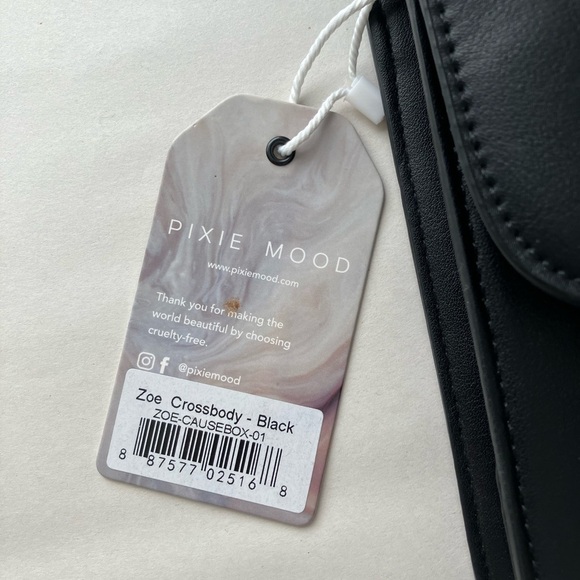 PIXIE MOOD
www.pixiemood.com
Thank you for making the
world beautiful by choosing
cruelty-free.
@pixiemood
Zoe Crossbody - Black
ZOE-CAUSEBOX-01
8 87577 02516 8